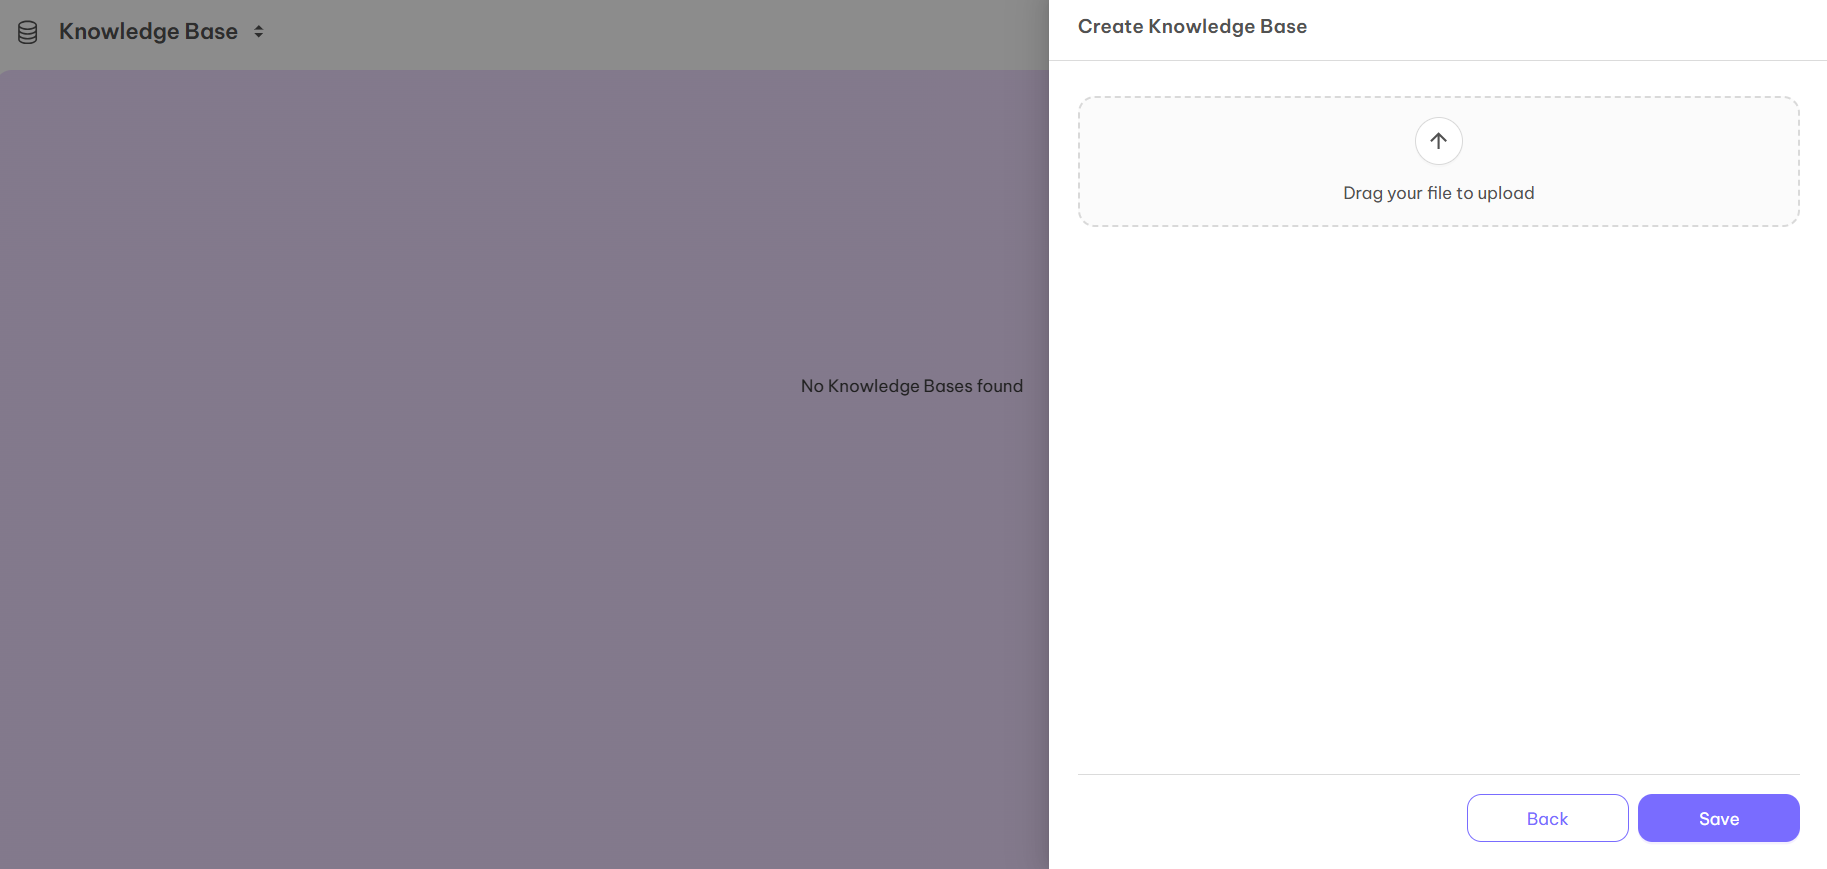 Knowledge Base
No Knowledge Bases found
Create Knowledge Base
Drag your file to upload
Back
Save